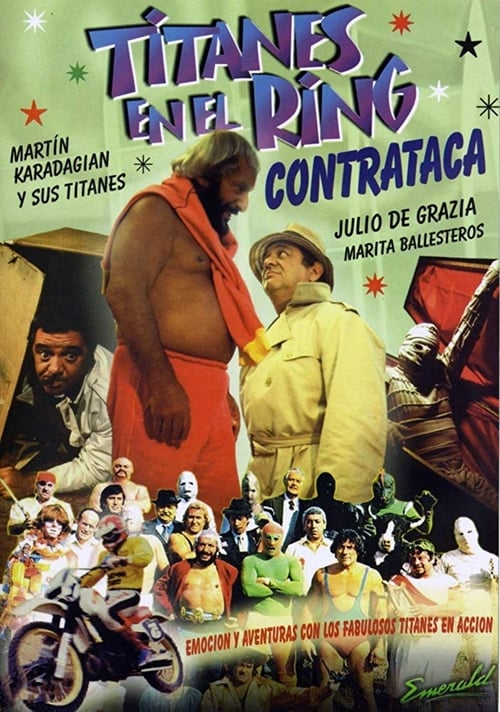 TITANES
EN EL RING
CONTRATACA
MARTÍN
KARADAGIAN
Y SUS TITANES
JULIO DE GRAZIA
MARITA BALLESTEROS
EMOCION Y AVENTURAS CON LOS FABULOSOS TITANES EN ACCION
Emerald